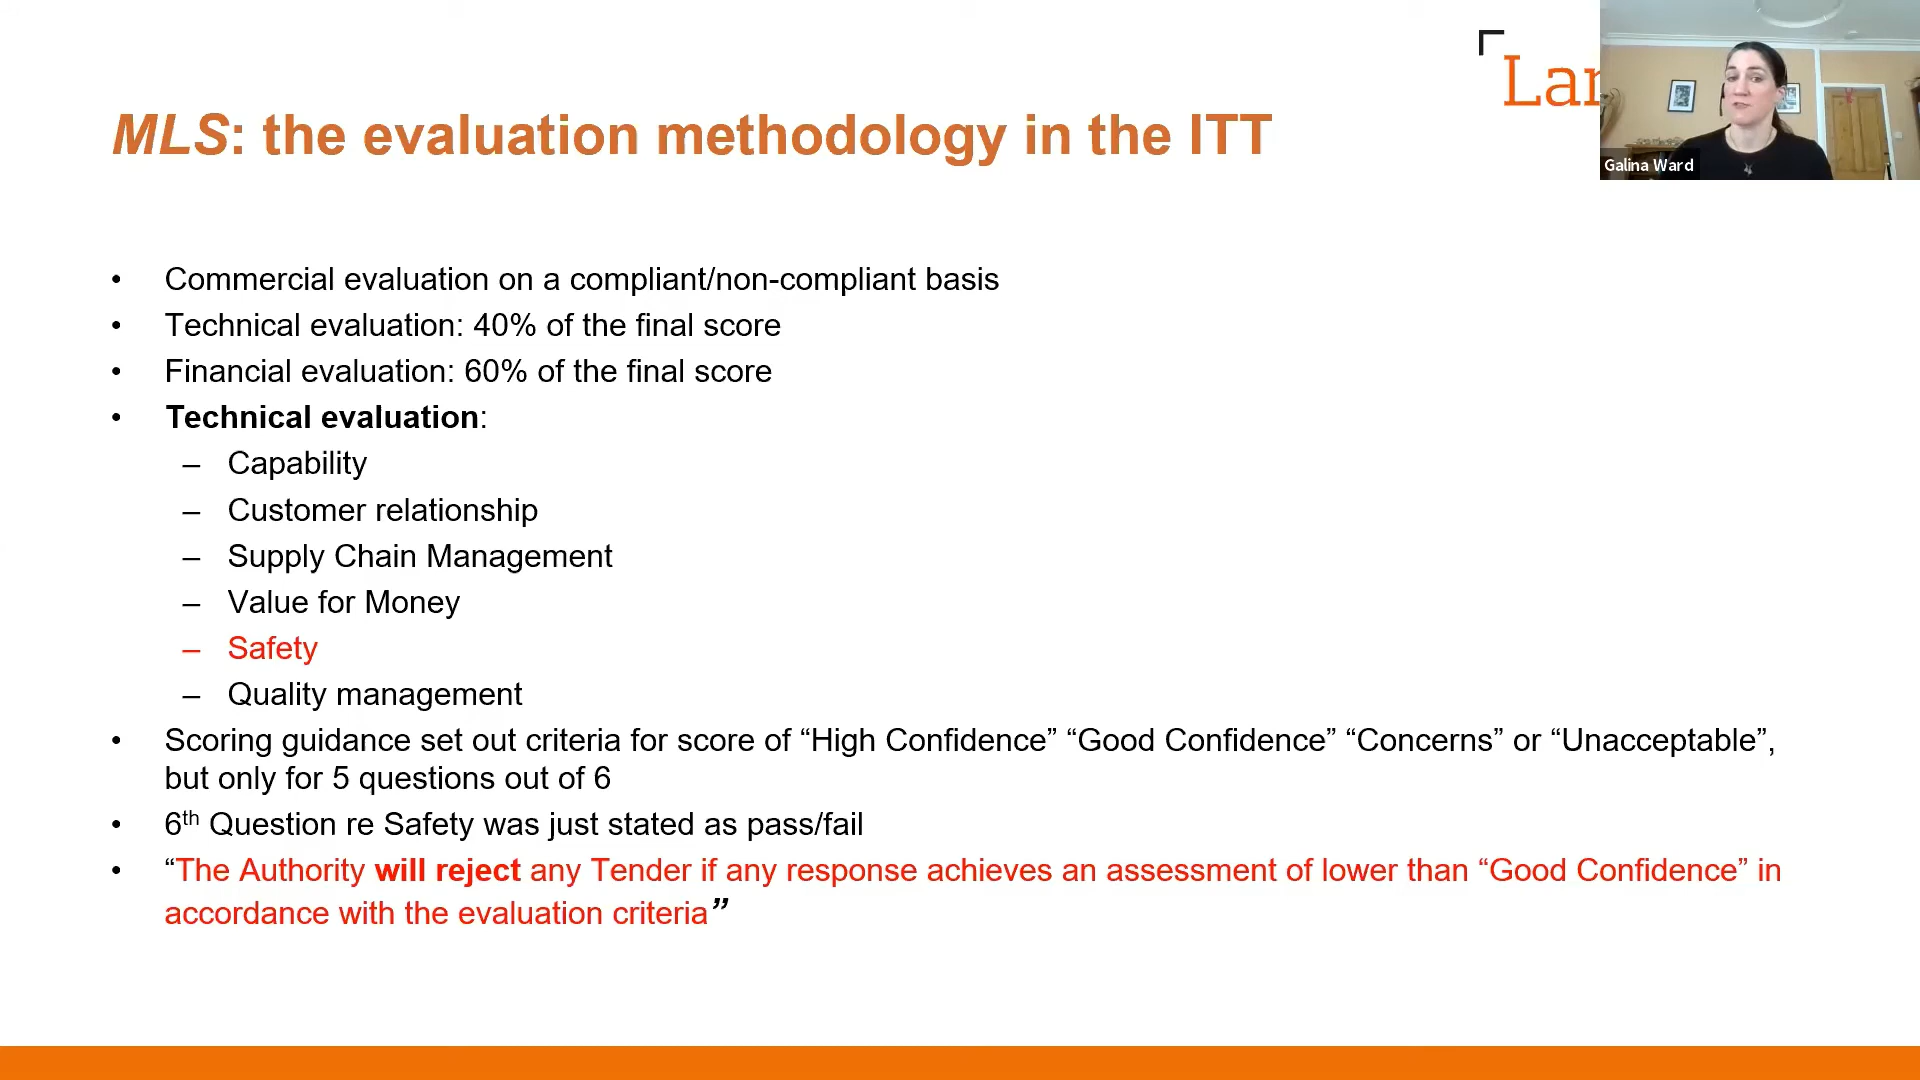 Lan
MLS: the evaluation methodology in the ITT
Galina Ward
• Commercial evaluation on a compliant/non-compliant basis
• Technical evaluation: 40% of the final score
• Financial evaluation: 60% of the final score
• Technical evaluation:
– Capability
– Customer relationship
– Supply Chain Management
– Value for Money
– Safety
– Quality management
• Scoring guidance set out criteria for score of “High Confidence” “Good Confidence” “Concerns” or “Unacceptable”,
but only for 5 questions out of 6
• 6th Question re Safety was just stated as pass/fail
• “The Authority will reject any Tender if any response achieves an assessment of lower than “Good Confidence” in
accordance with the evaluation criteria”